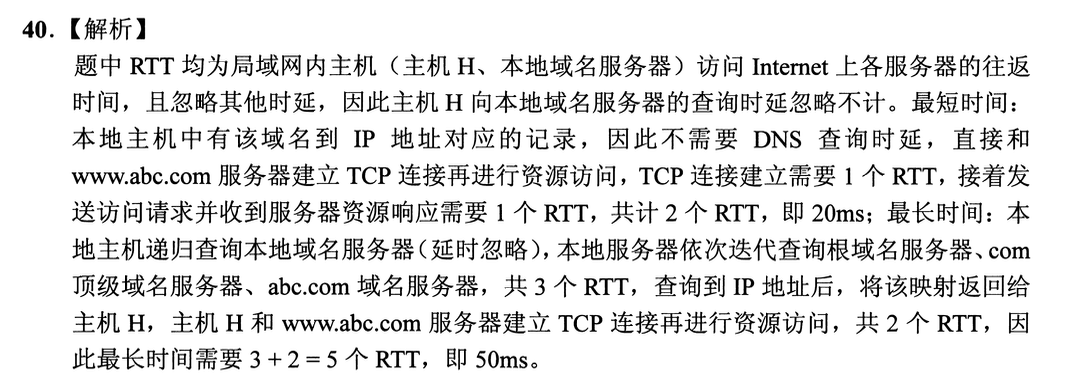 40.【解析】
题中 RTT 均为局域网内主机（主机 H、本地域名服务器）访问 Internet 上各服务器的往返
时间，且忽略其他时延，因此主机 H 向本地域名服务器的查询时延忽略不计。最短时间：
本地主机中有该域名到 IP 地址对应的记录，因此不需要 DNS 查询时延，直接和
www.abc.com 服务器建立 TCP 连接再进行资源访问，TCP 连接建立需要 1 个 RTT，接着发
送访问请求并收到服务器资源响应需要 1 个 RTT，共计 2 个 RTT，即 20ms；最长时间：本
地主机递归查询本地域名服务器（延时忽略），本地服务器依次迭代查询根域名服务器、com
顶级域名服务器、abc.com 域名服务器，共 3 个 RTT，查询到 IP 地址后，将该映射返回给
主机 H，主机 H 和 www.abc.com 服务器建立 TCP 连接再进行资源访问，共 2 个 RTT，因
此最长时间需要 3 + 2 = 5 个 RTT，即 50ms。